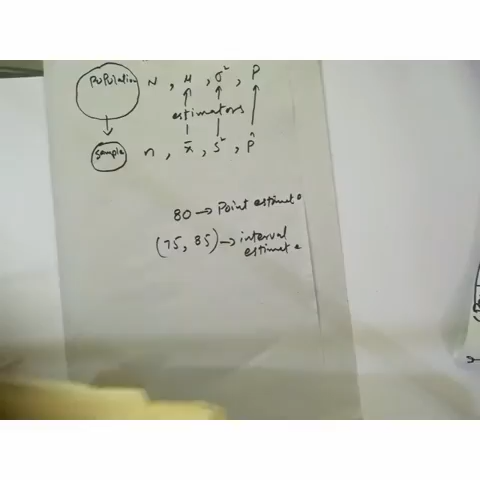 population N , μ , σ² , P
estimators
sample n , x̄ , s² , p̂
80 → Point estimate
(75, 85) → interval
estimate